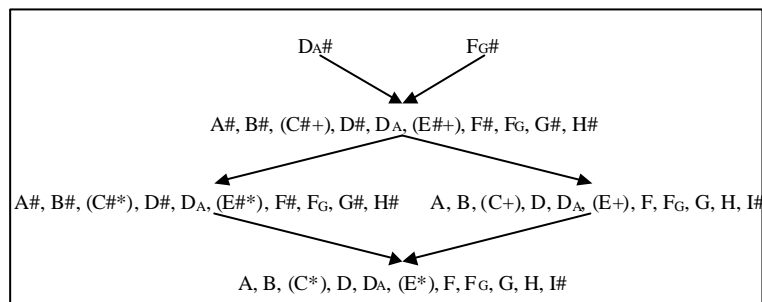 DA# FG#
A#, B#, (C#+), D#, DA, (E#+), F#, FG, G#, H#
A#, B#, (C#*), D#, DA, (E#*), F#, FG, G#, H# A, B, (C+), D, DA, (E+), F, FG, G, H, I#
A, B, (C*), D, DA, (E*), F, FG, G, H, I#